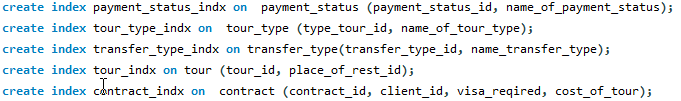 create index payment_status_indx on  payment_status (payment_status_id, name_of_payment_status);
create index tour_type_indx on  tour_type (type_tour_id, name_of_tour_type);
create index transfer_type_indx on transfer_type(transfer_type_id, name_transfer_type);
create index tour_indx on tour (tour_id, place_of_rest_id);
create index contract_indx on  contract (contract_id, client_id, visa_reqired, cost_of_tour);